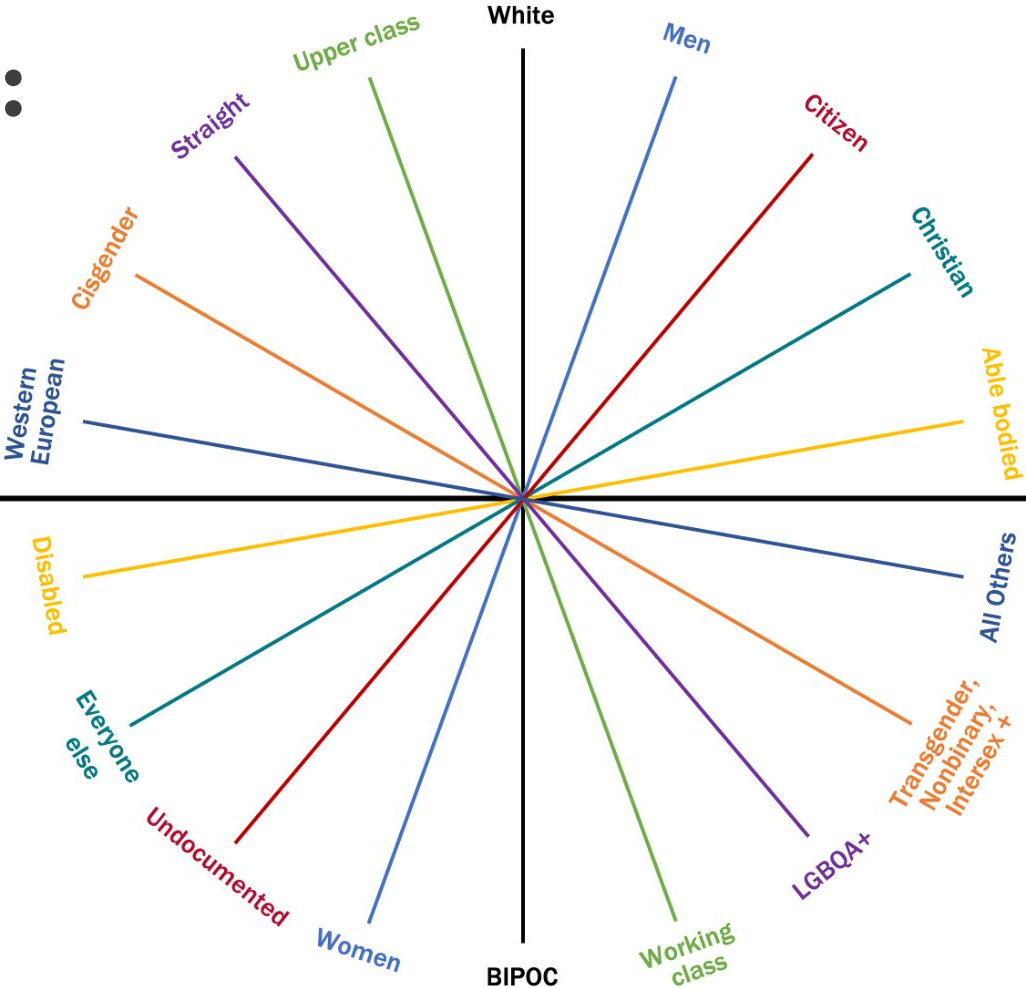 White
Upper class
Men
Straight
Citizen
Cisgender
Christian
Western
European
Able bodied
Disabled
All Others
Everyone
else
Transgender,
Nonbinary,
Intersex +
Undocumented
LGBQA+
Women
Working
class
BIPOC